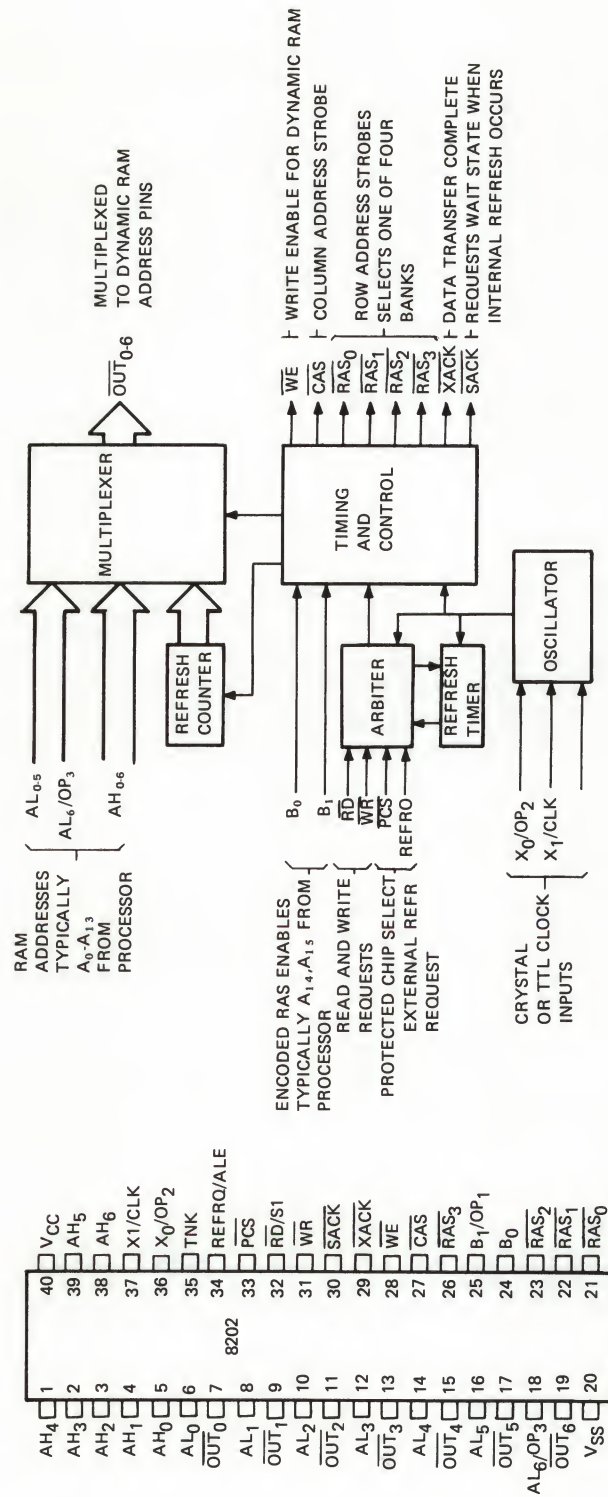 AH4 1
AH3 2
AH2 3
AH1 4
AH0 5
AL0 6
OUT0 7
AL1 8
OUT1 9
AL2 10
OUT2 11
AL3 12
OUT3 13
AL4 14
OUT4 15
AL5 16
OUT5 17
AL6/OP3 18
OUT6 19
VSS 20
8202
40 VCC
39 AH5
38 AH6
37 X1/CLK
36 X0/OP2
35 TNK
34 REFRQ/ALE
33 PCS
32 RD/S1
31 WR
30 SACK
29 XACK
28 WE
27 CAS
26 RAS3
25 B1/OP1
24 B0
23 RAS2
22 RAS1
21 RAS0
RAM
ADDRESSES
TYPICALLY
A0-A13
FROM
PROCESSOR
AL0-5
AL6/OP3
AH0-6
MULTIPLEXER
OUT0-6
MULTIPLEXED
TO DYNAMIC RAM
ADDRESS PINS
REFRESH
COUNTER
ENCODED RAS ENABLES
TYPICALLY A14,A15 FROM
PROCESSOR
READ AND WRITE
REQUESTS
PROTECTED CHIP SELECT
EXTERNAL REFR
REQUEST
B0
B1
RD
WR
PCS
REFRQ
ARBITER
REFRESH
TIMER
TIMING
AND
CONTROL
WE
CAS
RAS0
RAS1
RAS2
RAS3
XACK
SACK
WRITE ENABLE FOR DYNAMIC RAM
COLUMN ADDRESS STROBE
ROW ADDRESS STROBES
SELECTS ONE OF FOUR
BANKS
DATA TRANSFER COMPLETE
REQUESTS WAIT STATE WHEN
INTERNAL REFRESH OCCURS
CRYSTAL
OR TTL CLOCK
INPUTS
X0/OP2
X1/CLK
OSCILLATOR